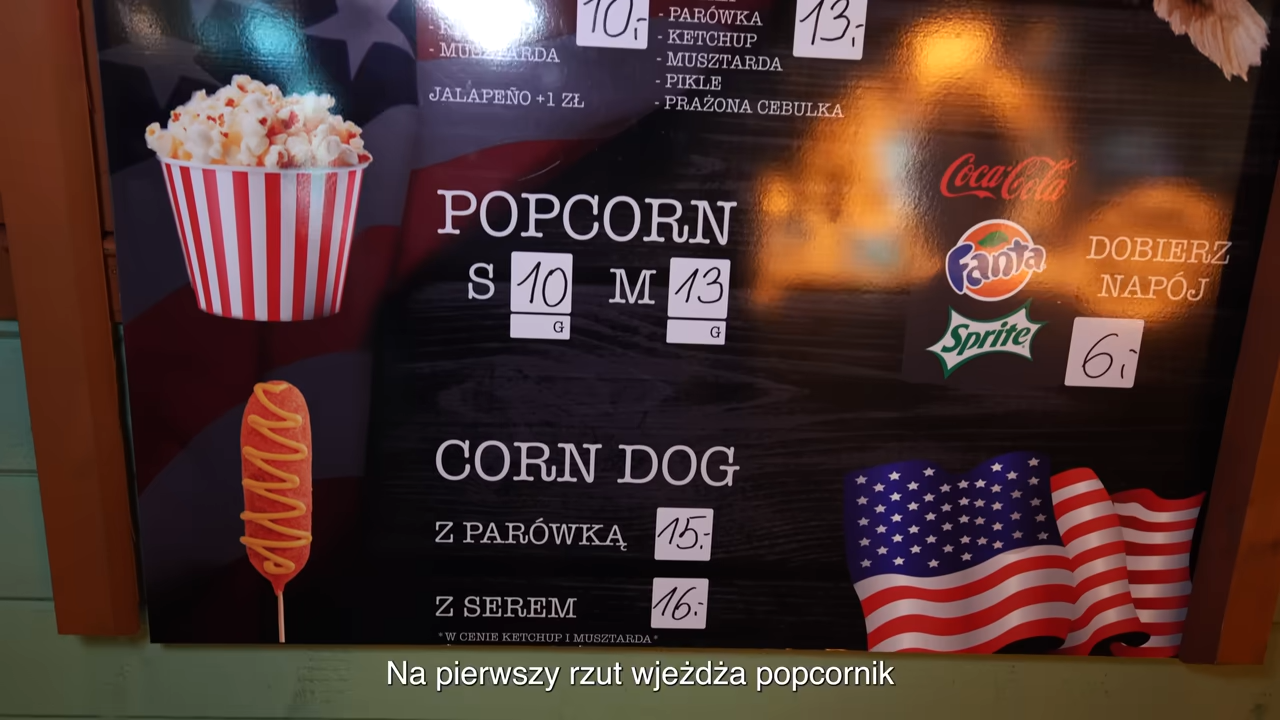 10,-
- MUSZTARDA
JALAPEÑO +1 ZŁ
13,-
- PARÓWKA
- KETCHUP
- MUSZTARDA
- PIKLE
- PRAŻONA CEBULKA
POPCORN
S 10 M 13
G G
Coca-Cola
Fanta
Sprite
DOBIERZ
NAPÓJ
6,-
CORN DOG
Z PARÓWKĄ 15.-
Z SEREM 16.-
*W CENIE KETCHUP I MUSZTARDA*
Na pierwszy rzut wjeżdża popcornik